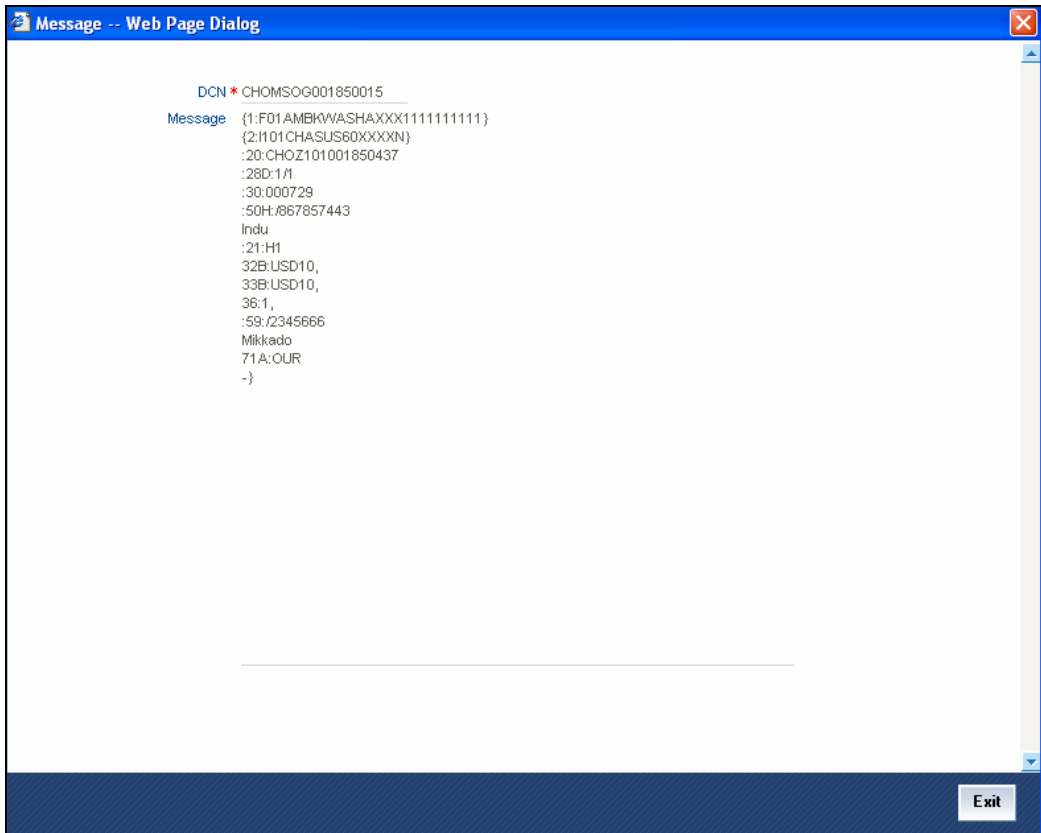 Message -- Web Page Dialog
DCN * CHOMSOG001850015
Message {1:F01AMBKWASHAXXX1111111111}
{2:I101CHASUS60XXXXN}
:20:CHOZ101001850437
:28D:1/1
:30:000729
:50H:/867857443
Indu
:21:H1
32B:USD10,
33B:USD10,
36:1,
:59:/2345666
Mikkado
71A:OUR
-}
Exit